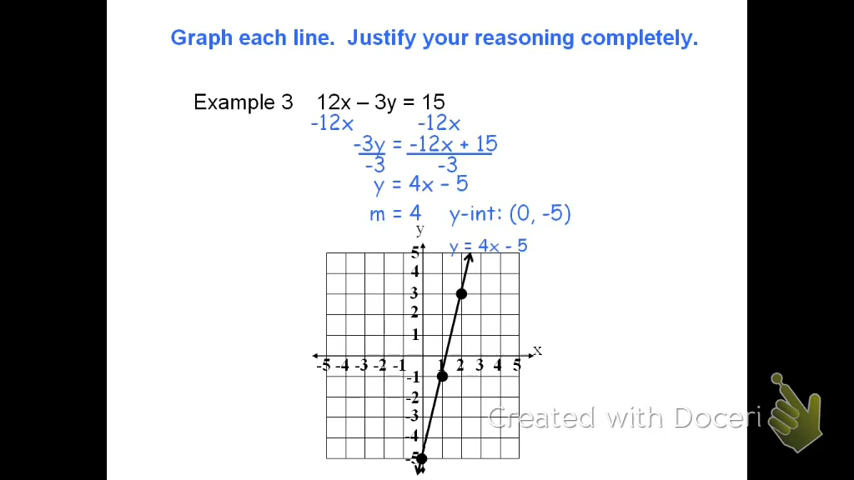 Graph each line. Justify your reasoning completely.
Example 3 12x – 3y = 15
-12x -12x
-3y = -12x + 15
-3 -3
y = 4x – 5
m = 4 y-int: (0, -5)
y
y = 4x - 5
5
4
3
2
1
x
-5 -4 -3 -2 -1 1 2 3 4 5
-1
-2
-3
-4
-5
Created with Doceri